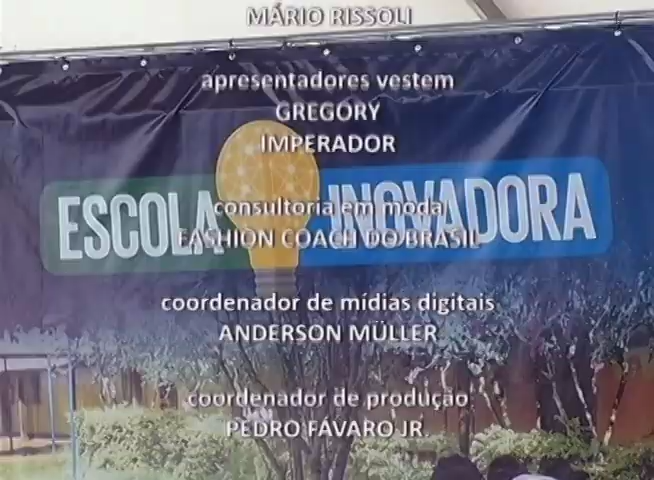 MÁRIO RISSOLI
apresentadores vestem
GREGORY
IMPERADOR
consultoria em moda
FASHION COACH DO BRASIL
ESCOLA INOVADORA
coordenador de mídias digitais
ANDERSON MÜLLER
coordenador de produção
PEDRO FÁVARO JR.